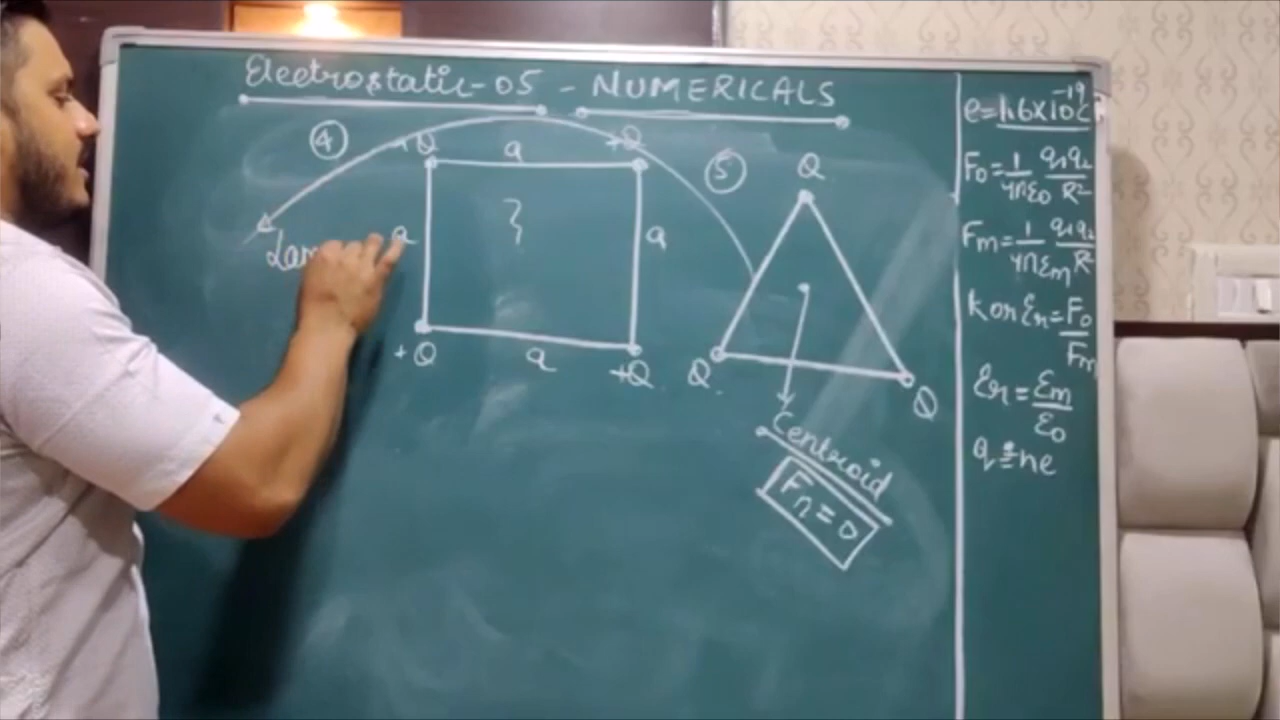 Electrostatic-05 - NUMERICALS
④
+Q a +Q
a
a
+Q a +Q
⑤
Q
Q
Q
Centroid
Fn=0
e=1.6×10⁻¹⁹C
F₀=1/4πε₀ q₁q₂/R²
Fm=1/4πεm q₁q₂/R²
K or εr=F₀/Fm
εr=εm/ε₀
ne